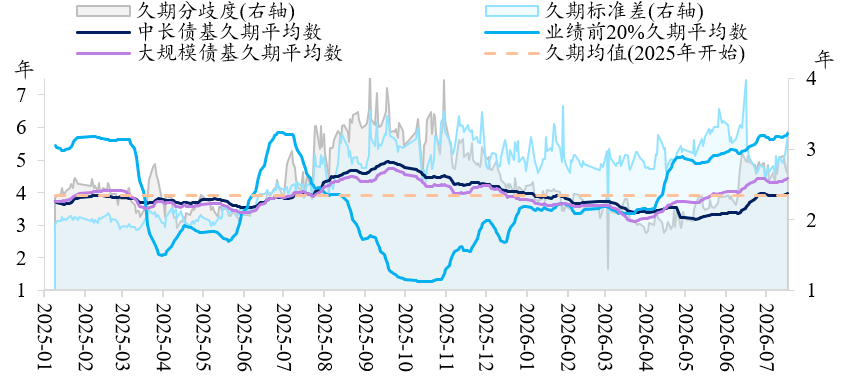 久期分歧度(右轴) 久期标准差(右轴)
中长债基久期平均数 业绩前20%久期平均数
大规模债基久期平均数 久期均值(2025年开始)
年 年
7 4
6
5 3
4
3 2
2
1 1
2025-01 2025-02 2025-03 2025-04 2025-05 2025-06 2025-07 2025-08 2025-09 2025-10 2025-11 2025-12 2026-01 2026-02 2026-03 2026-04 2026-05 2026-06 2026-07